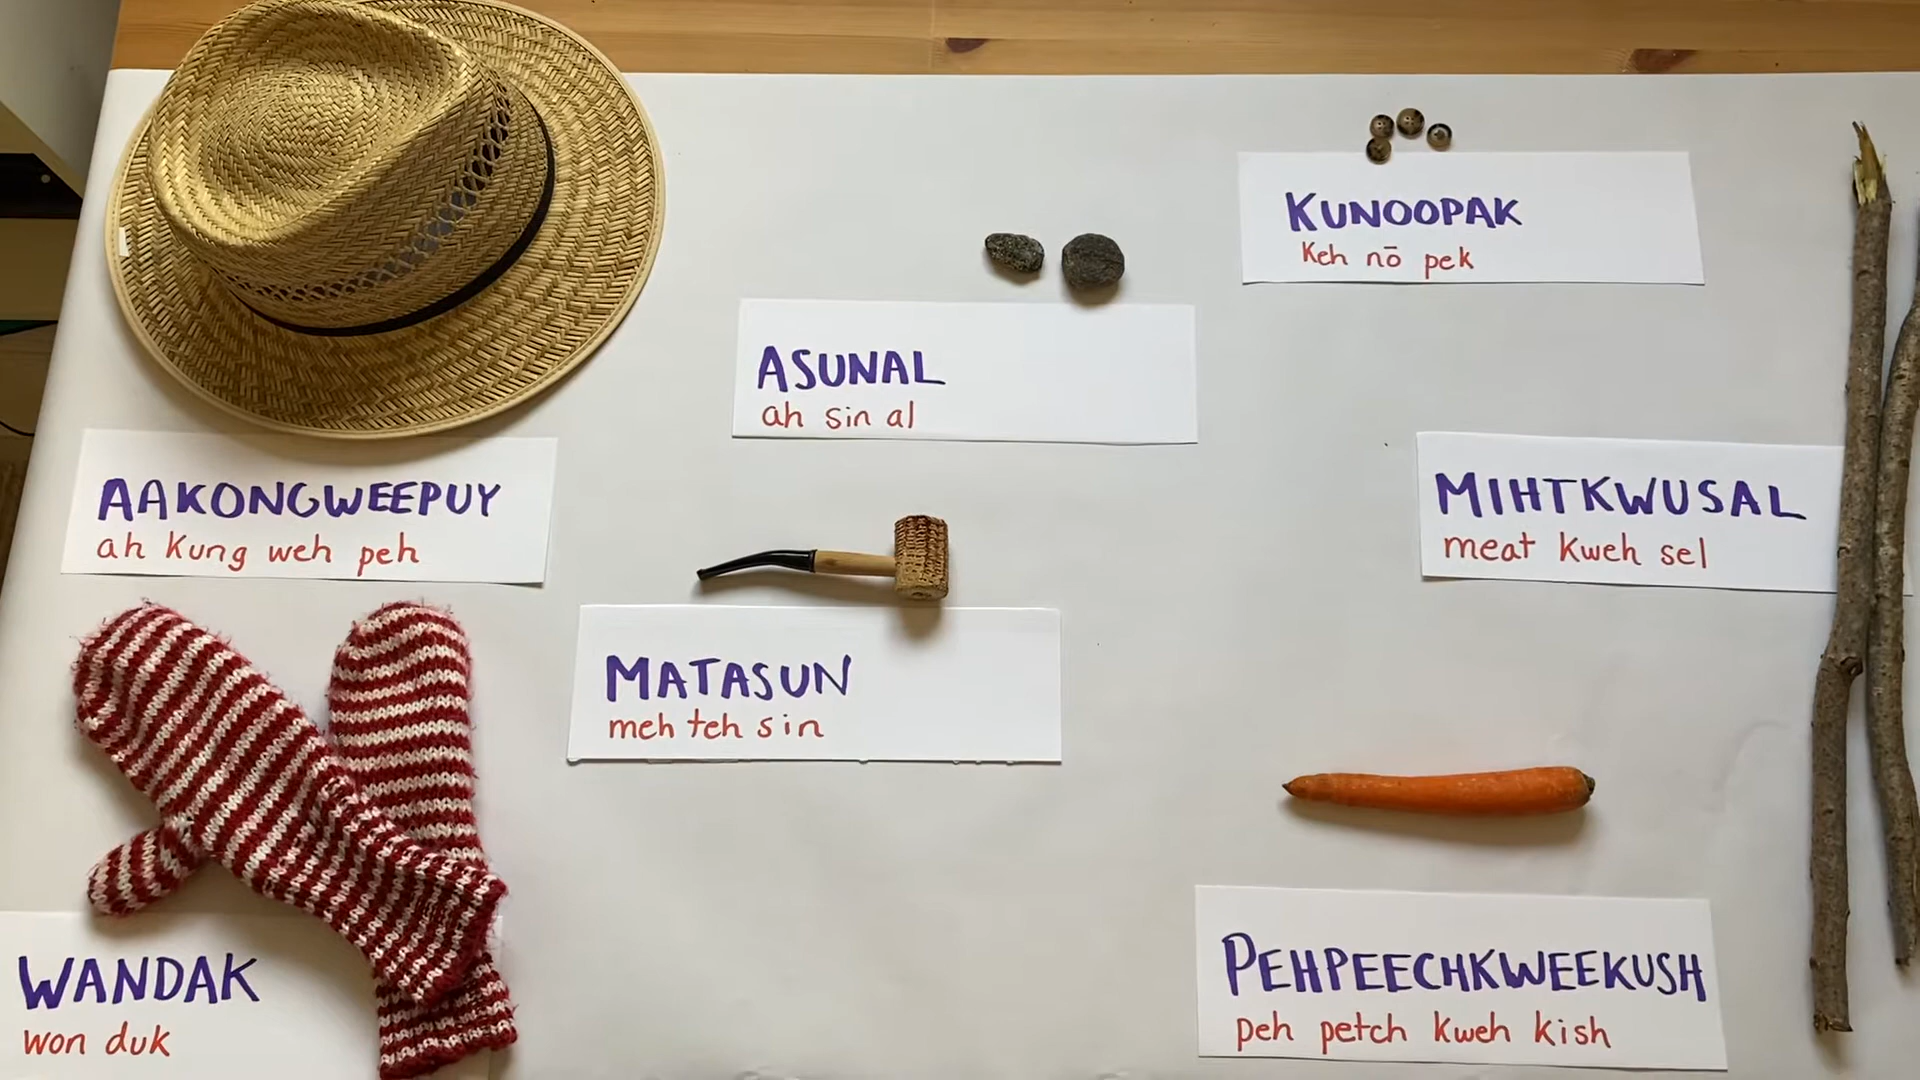 KUNOOPAK
Keh nō pek
ASUNAL
ah sin al
AAKONGWEEPUY
ah Kung weh peh
MIHTKWUSAL
meat Kweh sel
MATASUN
meh teh sin
WANDAK
won duk
PEHPEECHKWEEKUSH
peh petch kweh kish